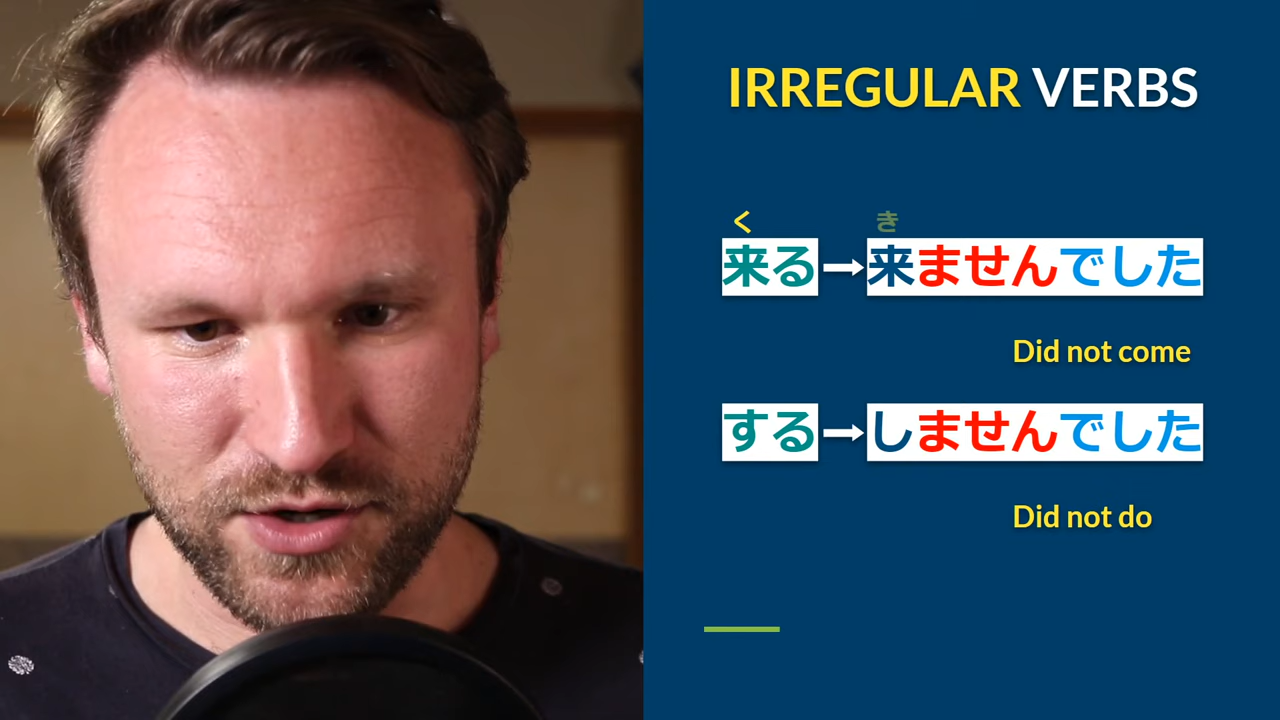 IRREGULAR VERBS
く き
来る→来ませんでした
Did not come
する→しませんでした
Did not do